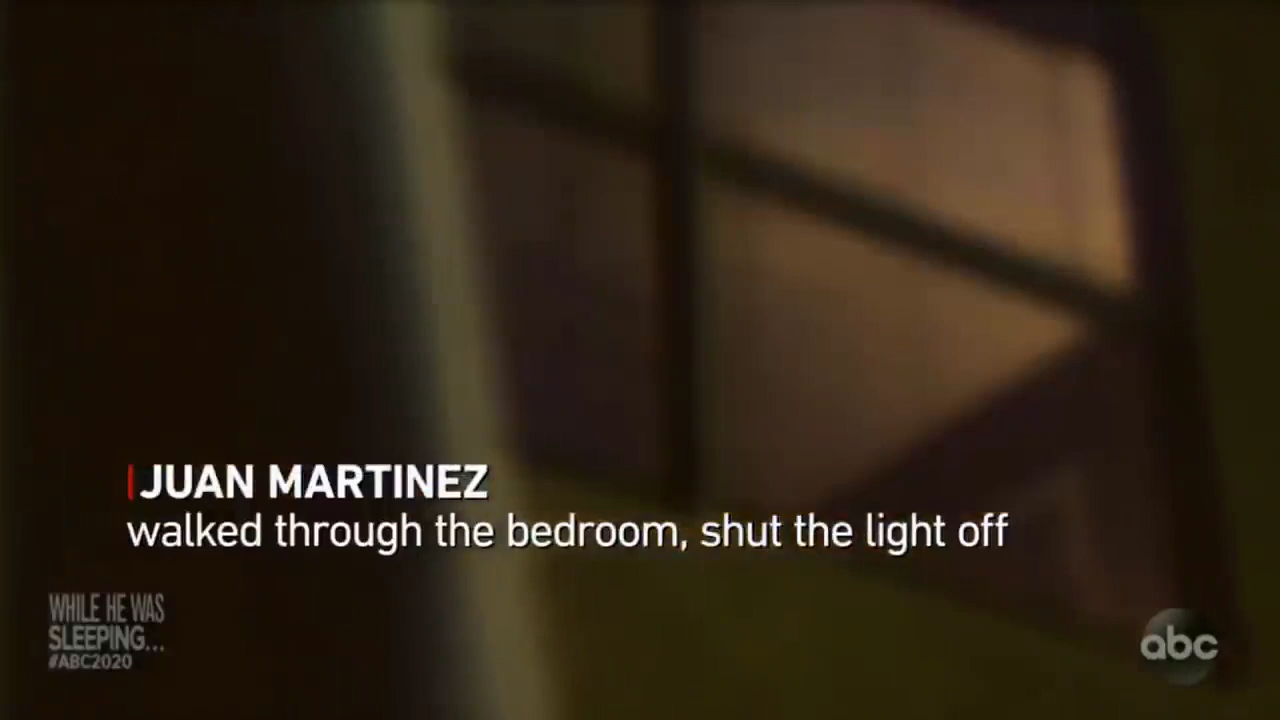 JUAN MARTINEZ
walked through the bedroom, shut the light off
WHILE HE WAS
SLEEPING...
#ABC2020
abc